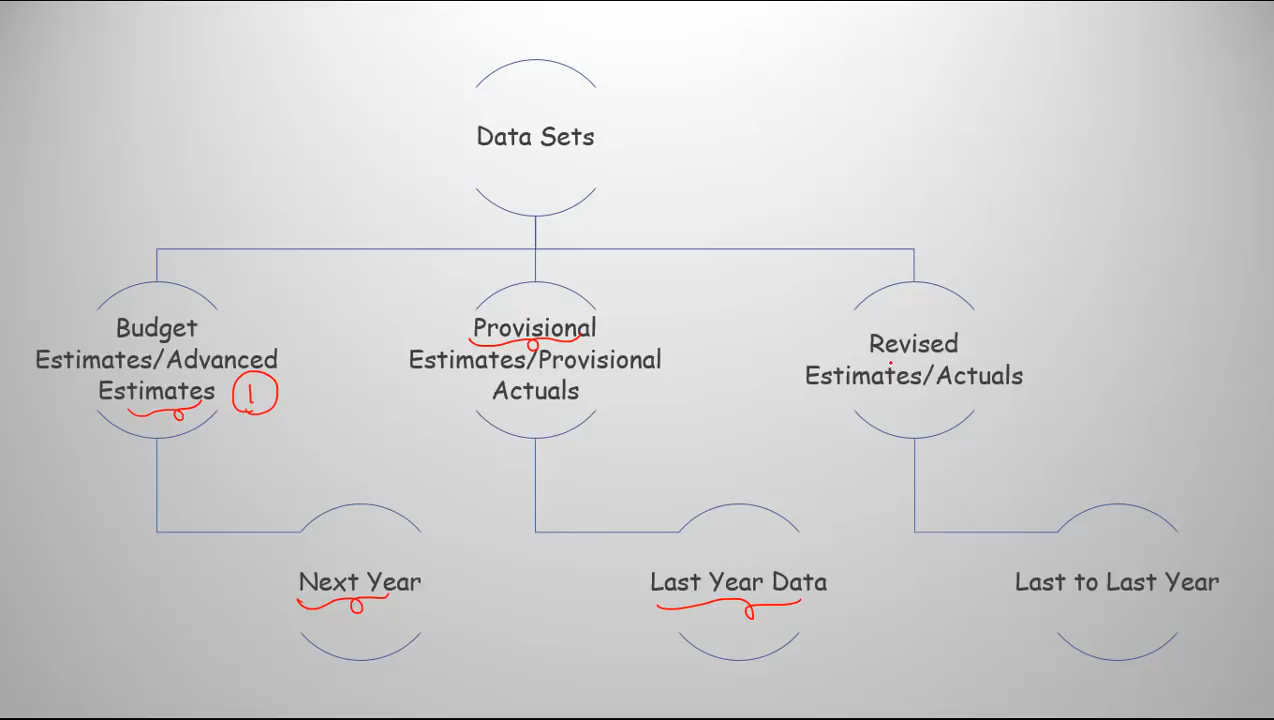 Data Sets
Budget
Estimates/Advanced
Estimates
1
Provisional
Estimates/Provisional
Actuals
Revised
Estimates/Actuals
Next Year
Last Year Data
Last to Last Year